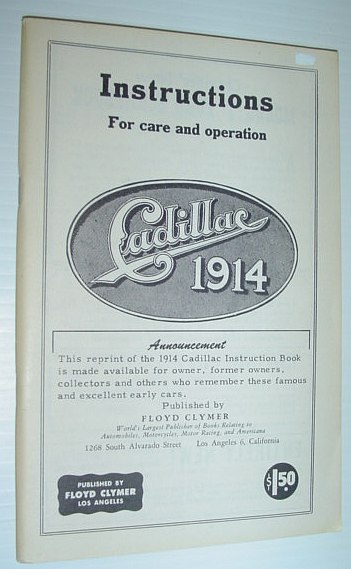 Instructions
For care and operation
Cadillac
1914
Announcement
This reprint of the 1914 Cadillac Instruction Book
is made available for owner, former owners,
collectors and others who remember these famous
and excellent early cars.
Published by
FLOYD CLYMER
World's Largest Publisher of Books Relating to
Automobiles, Motorcycles, Motor Racing, and Americana
1268 South Alvarado Street Los Angeles 6, California
PUBLISHED BY
FLOYD CLYMER
LOS ANGELES
$1.50